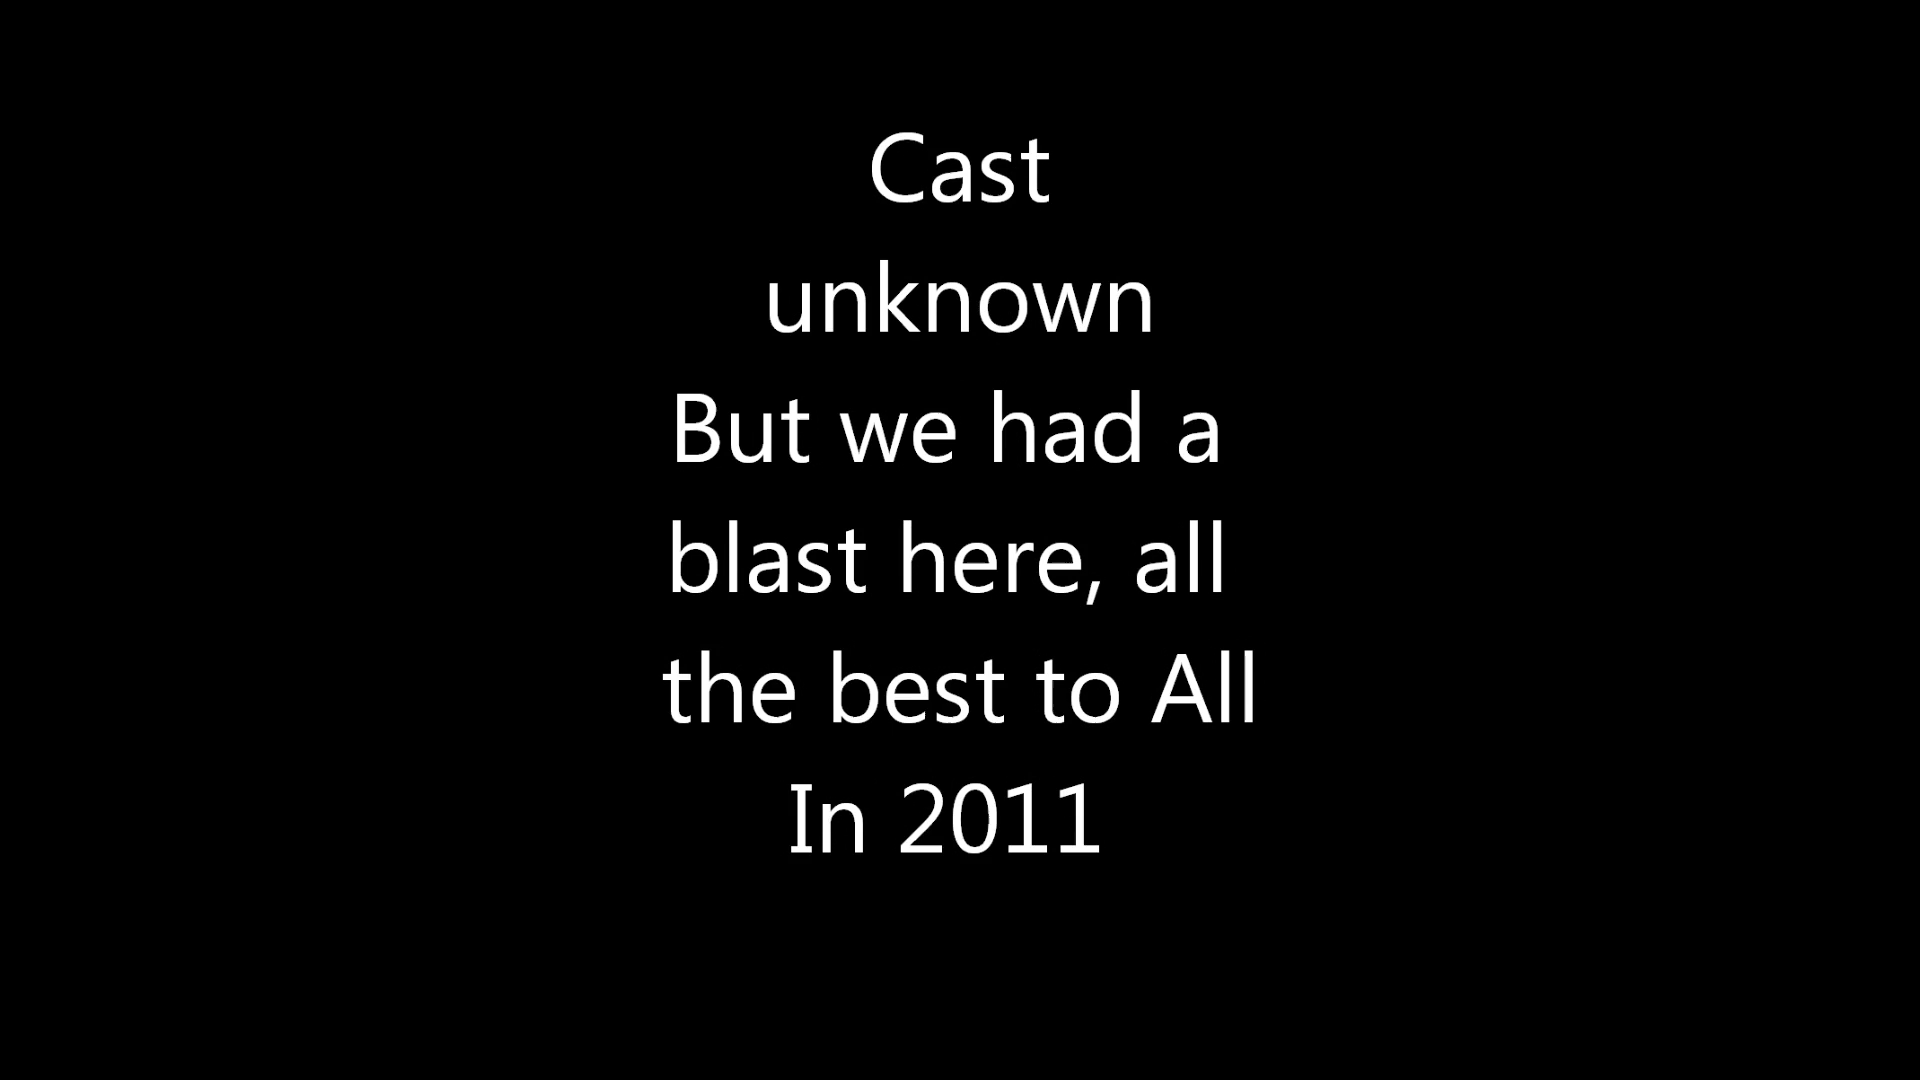 Cast
unknown
But we had a
blast here, all
the best to All
In 2011